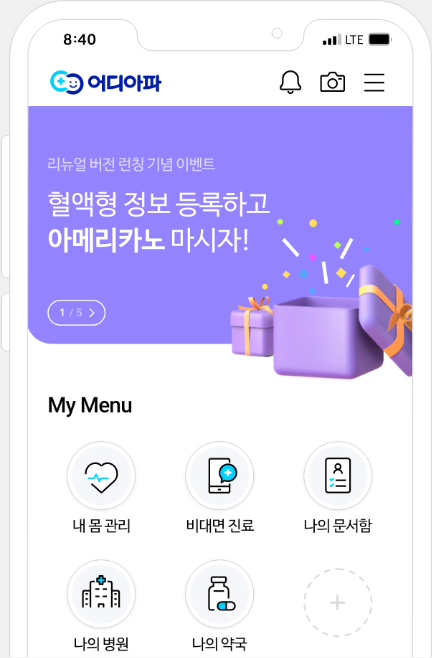 8:40
LTE
어디아파
리뉴얼 버전 런칭 기념 이벤트
혈액형 정보 등록하고
아메리카노 마시자!
1 / 5
My Menu
내 몸 관리
비대면 진료
나의 문서함
나의 병원
나의 약국